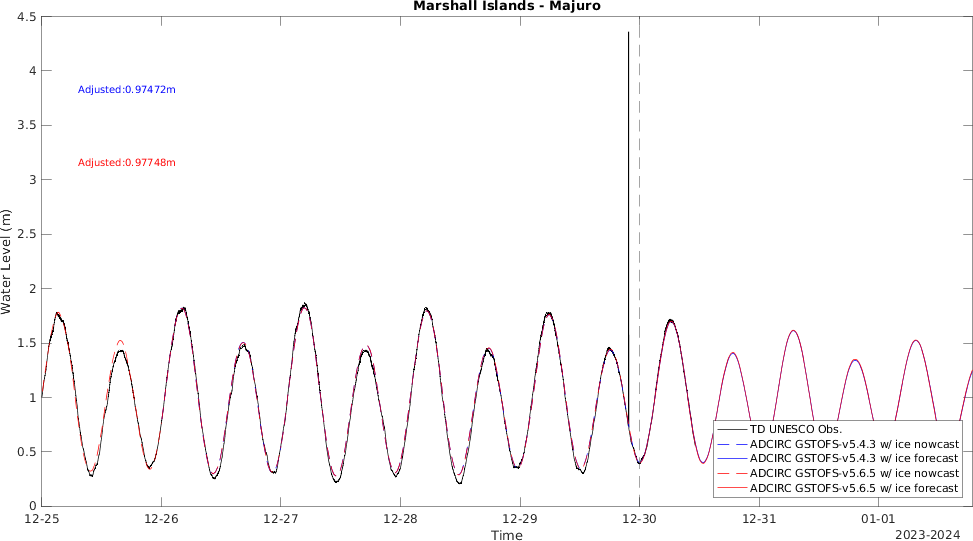 Marshall Islands - Majuro
4.5
4
3.5
3
2.5
2
1.5
1
0.5
0
Water Level (m)
Adjusted:0.97472m
Adjusted:0.97748m
TD UNESCO Obs.
ADCIRC GSTOFS-v5.4.3 w/ ice nowcast
ADCIRC GSTOFS-v5.4.3 w/ ice forecast
ADCIRC GSTOFS-v5.6.5 w/ ice nowcast
ADCIRC GSTOFS-v5.6.5 w/ ice forecast
12-25 12-26 12-27 12-28 12-29 12-30 12-31 01-01
Time
2023-2024